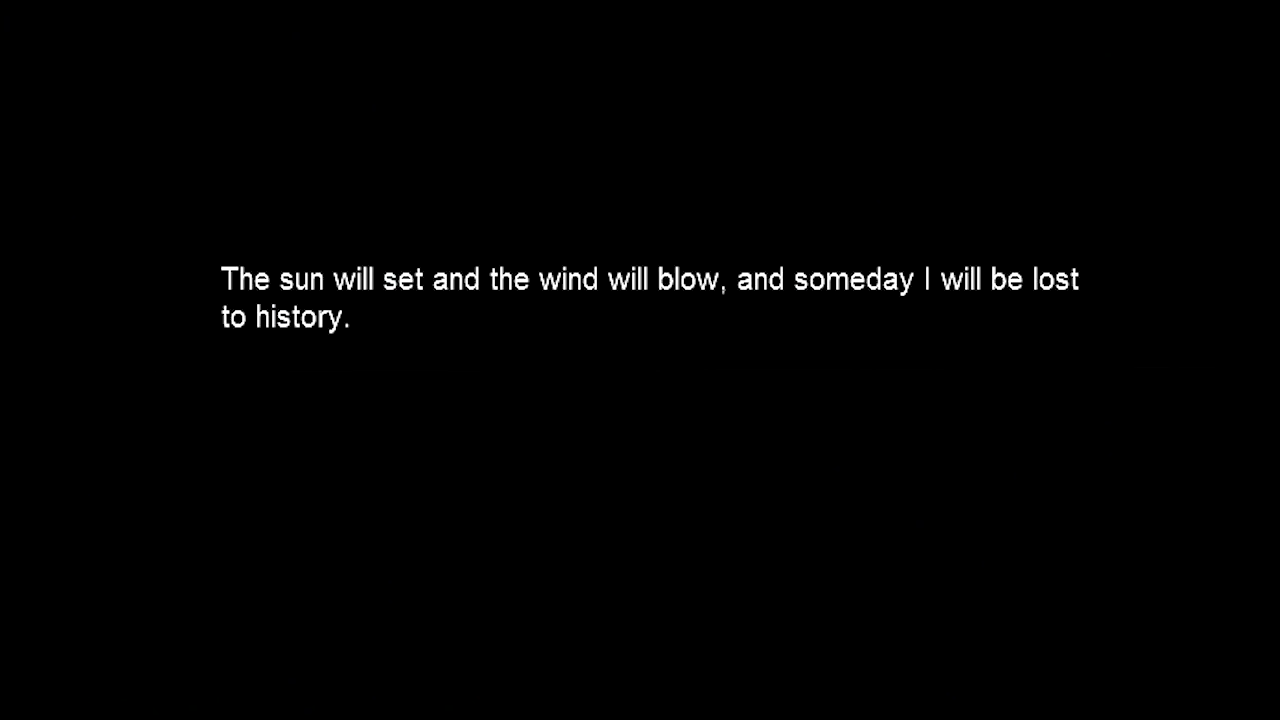 The sun will set and the wind will blow, and someday I will be lost
to history.